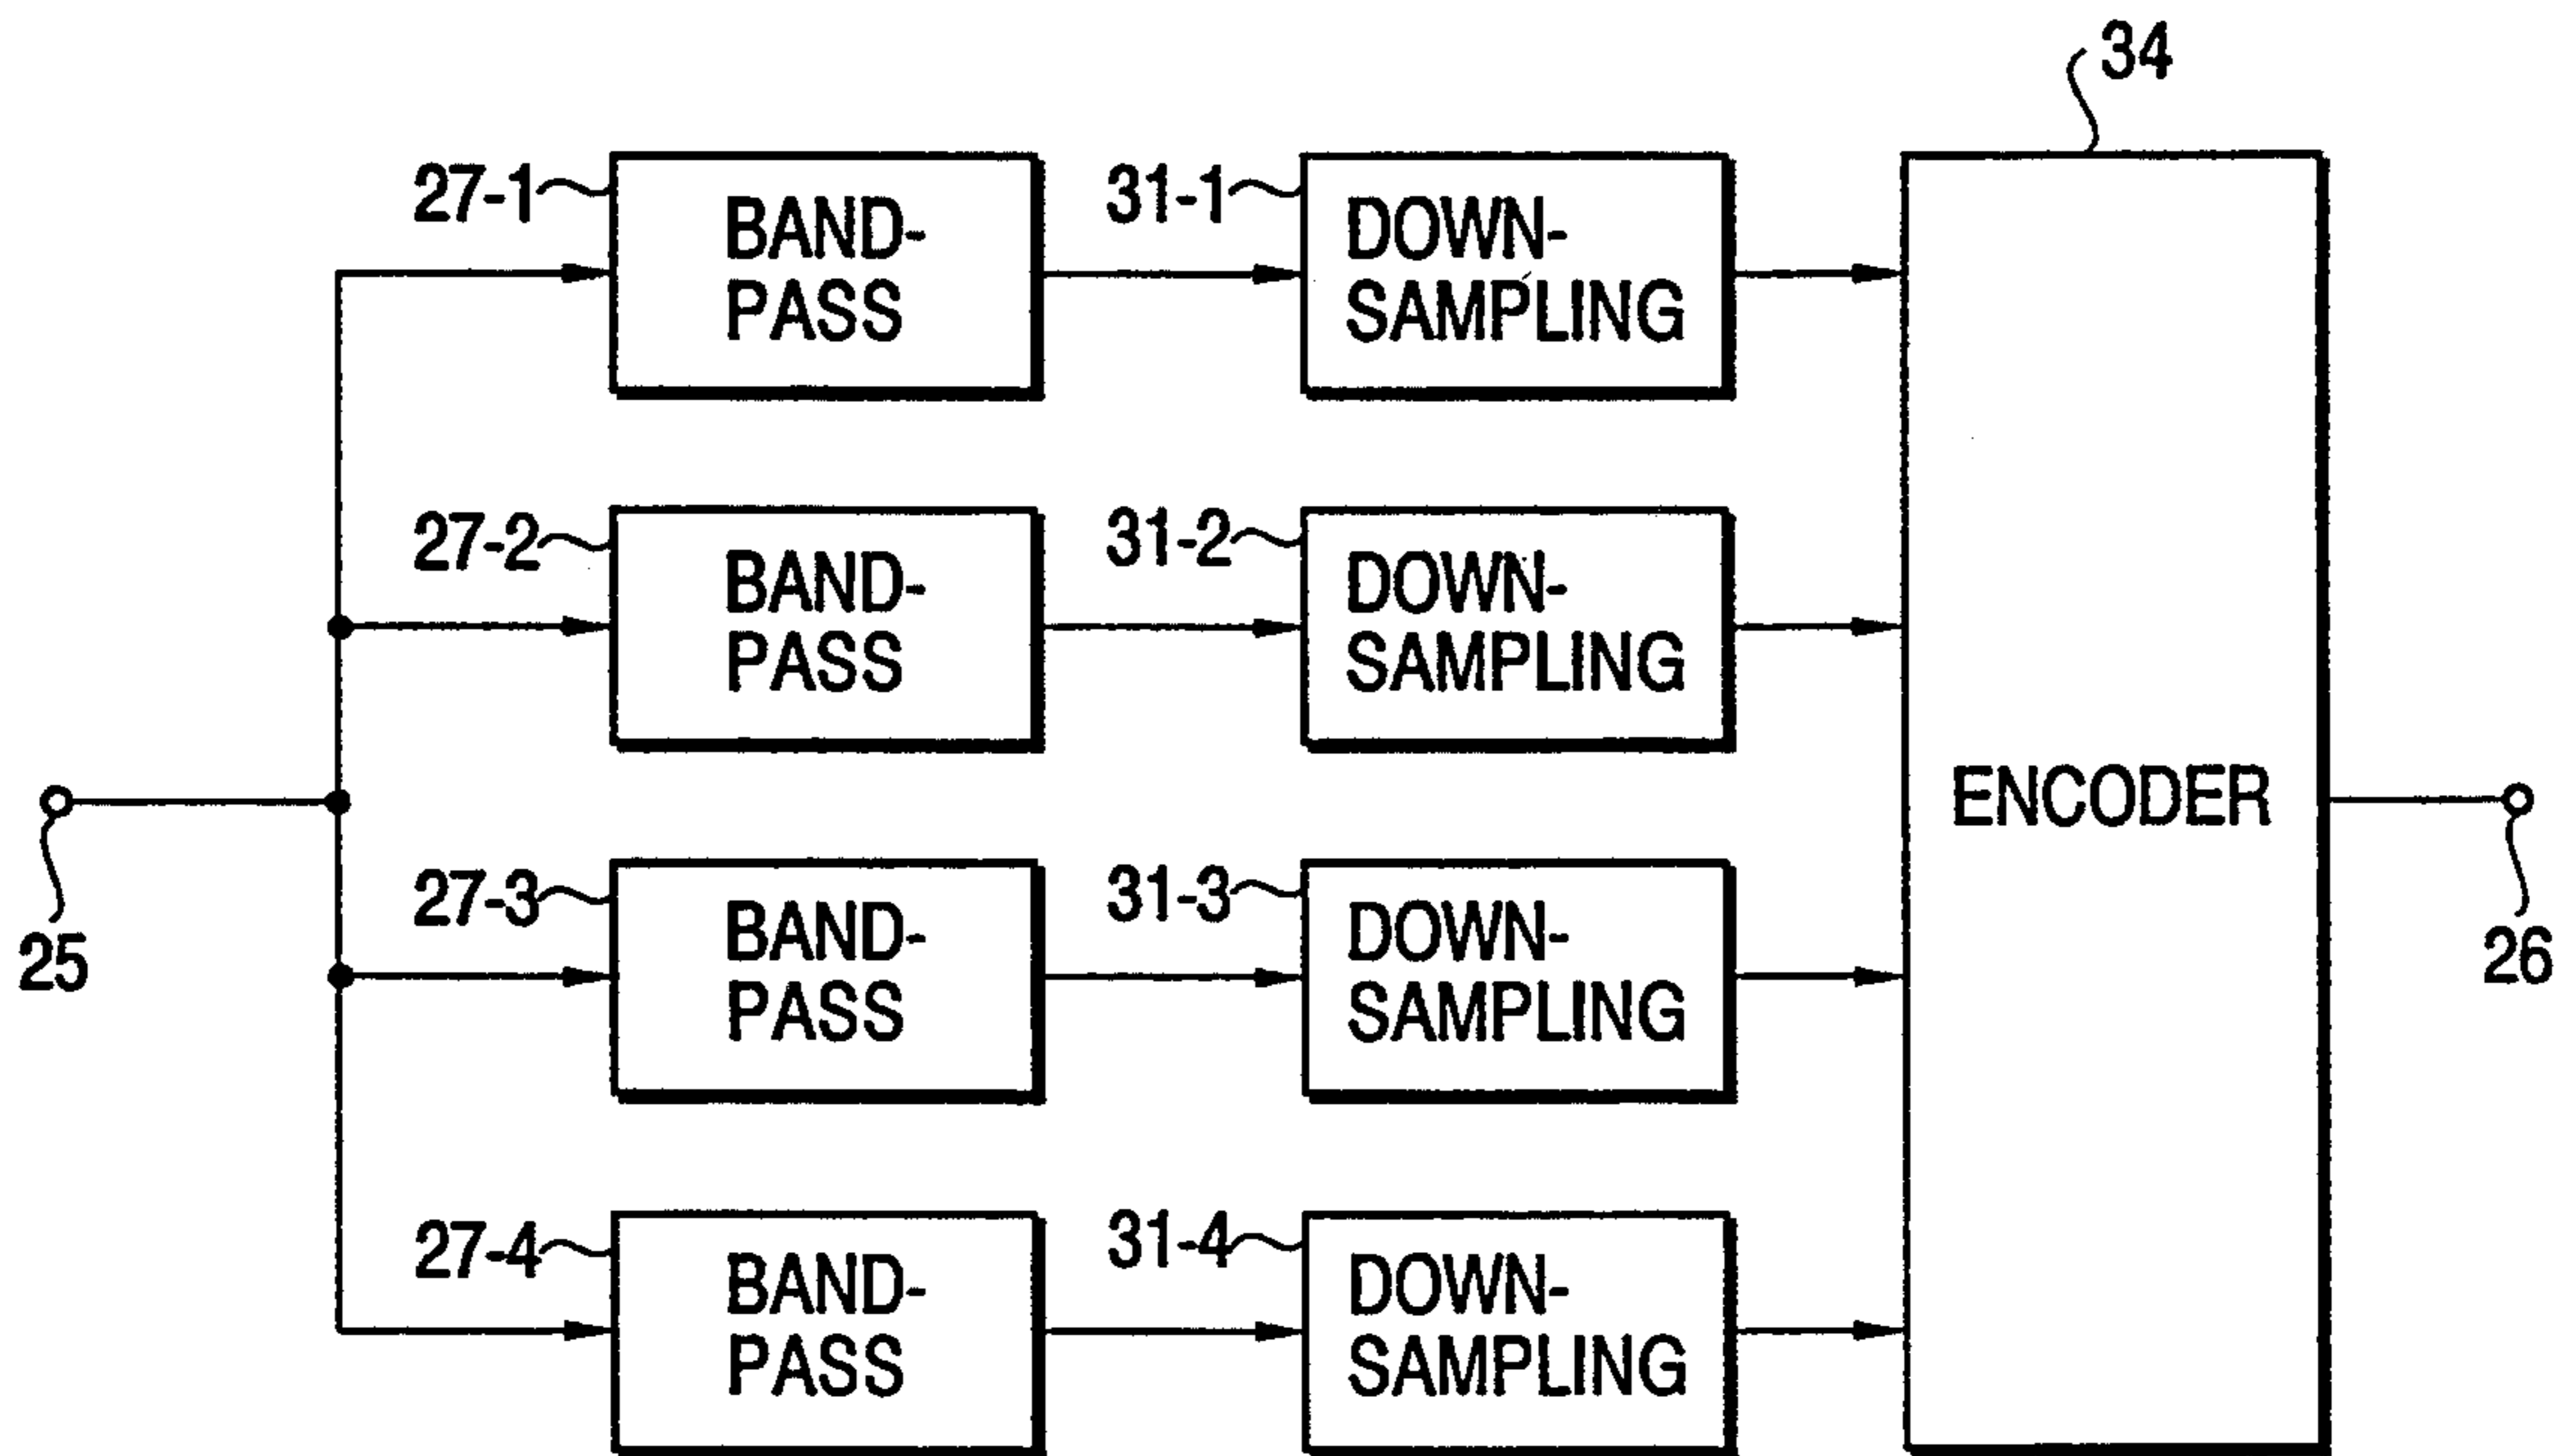 34
27-1
BAND-
PASS
31-1
DOWN-
SAMPLING
27-2
BAND-
PASS
31-2
DOWN-
SAMPLING
25
ENCODER
26
27-3
BAND-
PASS
31-3
DOWN-
SAMPLING
27-4
BAND-
PASS
31-4
DOWN-
SAMPLING